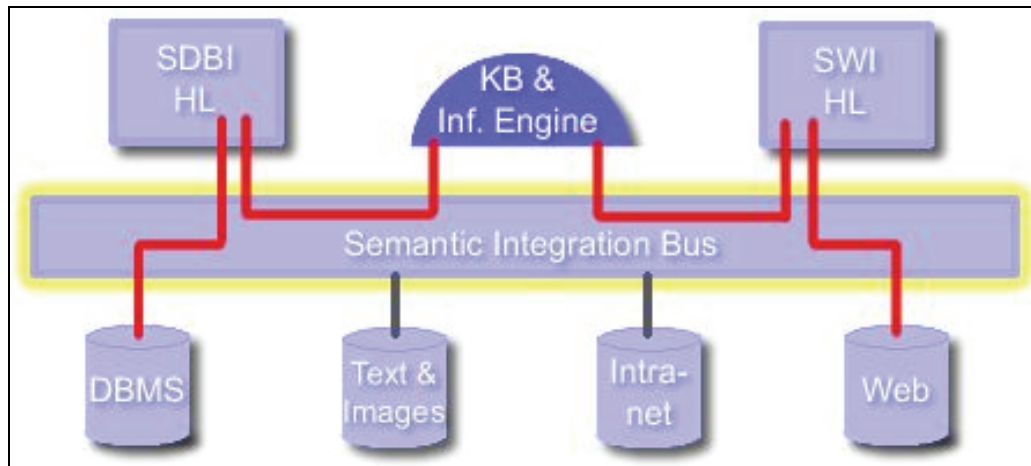 SDBI
HL
KB &
Inf. Engine
SWI
HL
Semantic Integration Bus
DBMS
Text &
Images
Intra-
net
Web